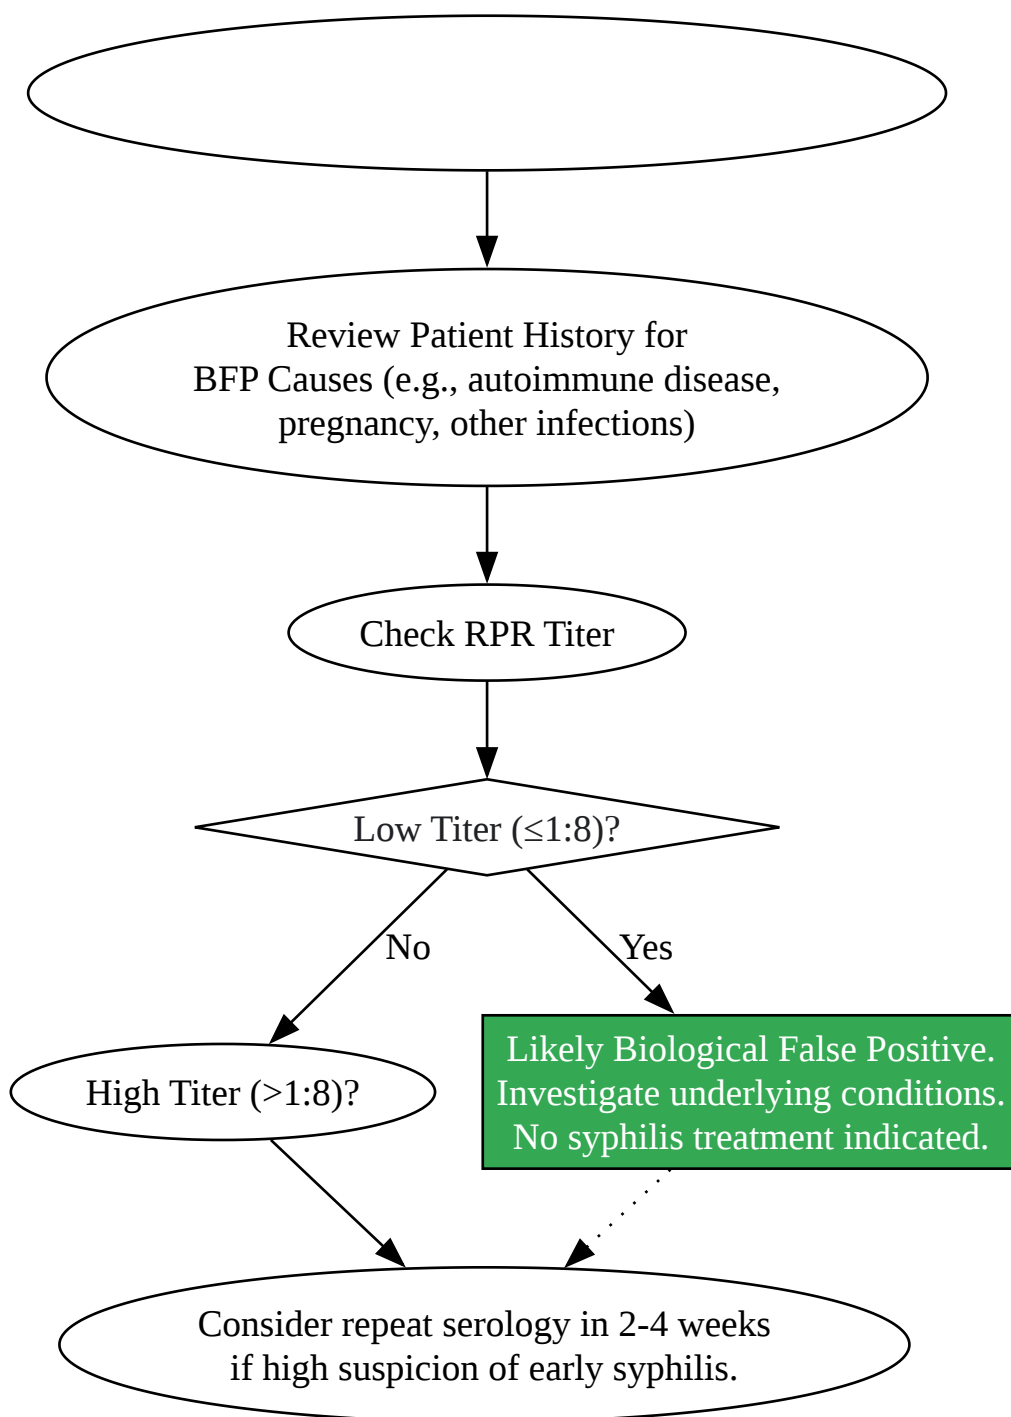 Review Patient History for
BFP Causes (e.g., autoimmune disease,
pregnancy, other infections)
Check RPR Titer
Low Titer (≤1:8)?
No
Yes
High Titer (>1:8)?
Likely Biological False Positive.
Investigate underlying conditions.
No syphilis treatment indicated.
Consider repeat serology in 2-4 weeks
if high suspicion of early syphilis.